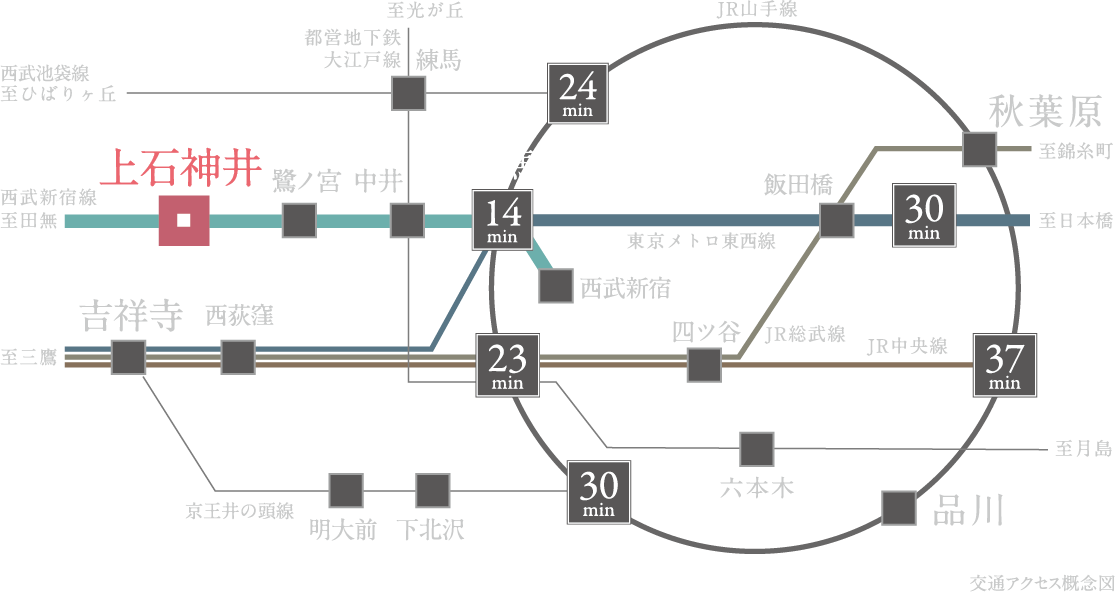 至光が丘
JR山手線
都営地下鉄
大江戸線
練馬
西武池袋線
至ひばりヶ丘
24
min
秋葉原
至錦糸町
上石神井
鷺ノ宮
中井
飯田橋
西武新宿線
至田無
14
min
30
min
至日本橋
東京メトロ東西線
西武新宿
吉祥寺
西荻窪
四ツ谷
JR総武線
JR中央線
至三鷹
23
min
37
min
至月島
六本木
30
min
京王井の頭線
明大前
下北沢
品川
交通アクセス概念図